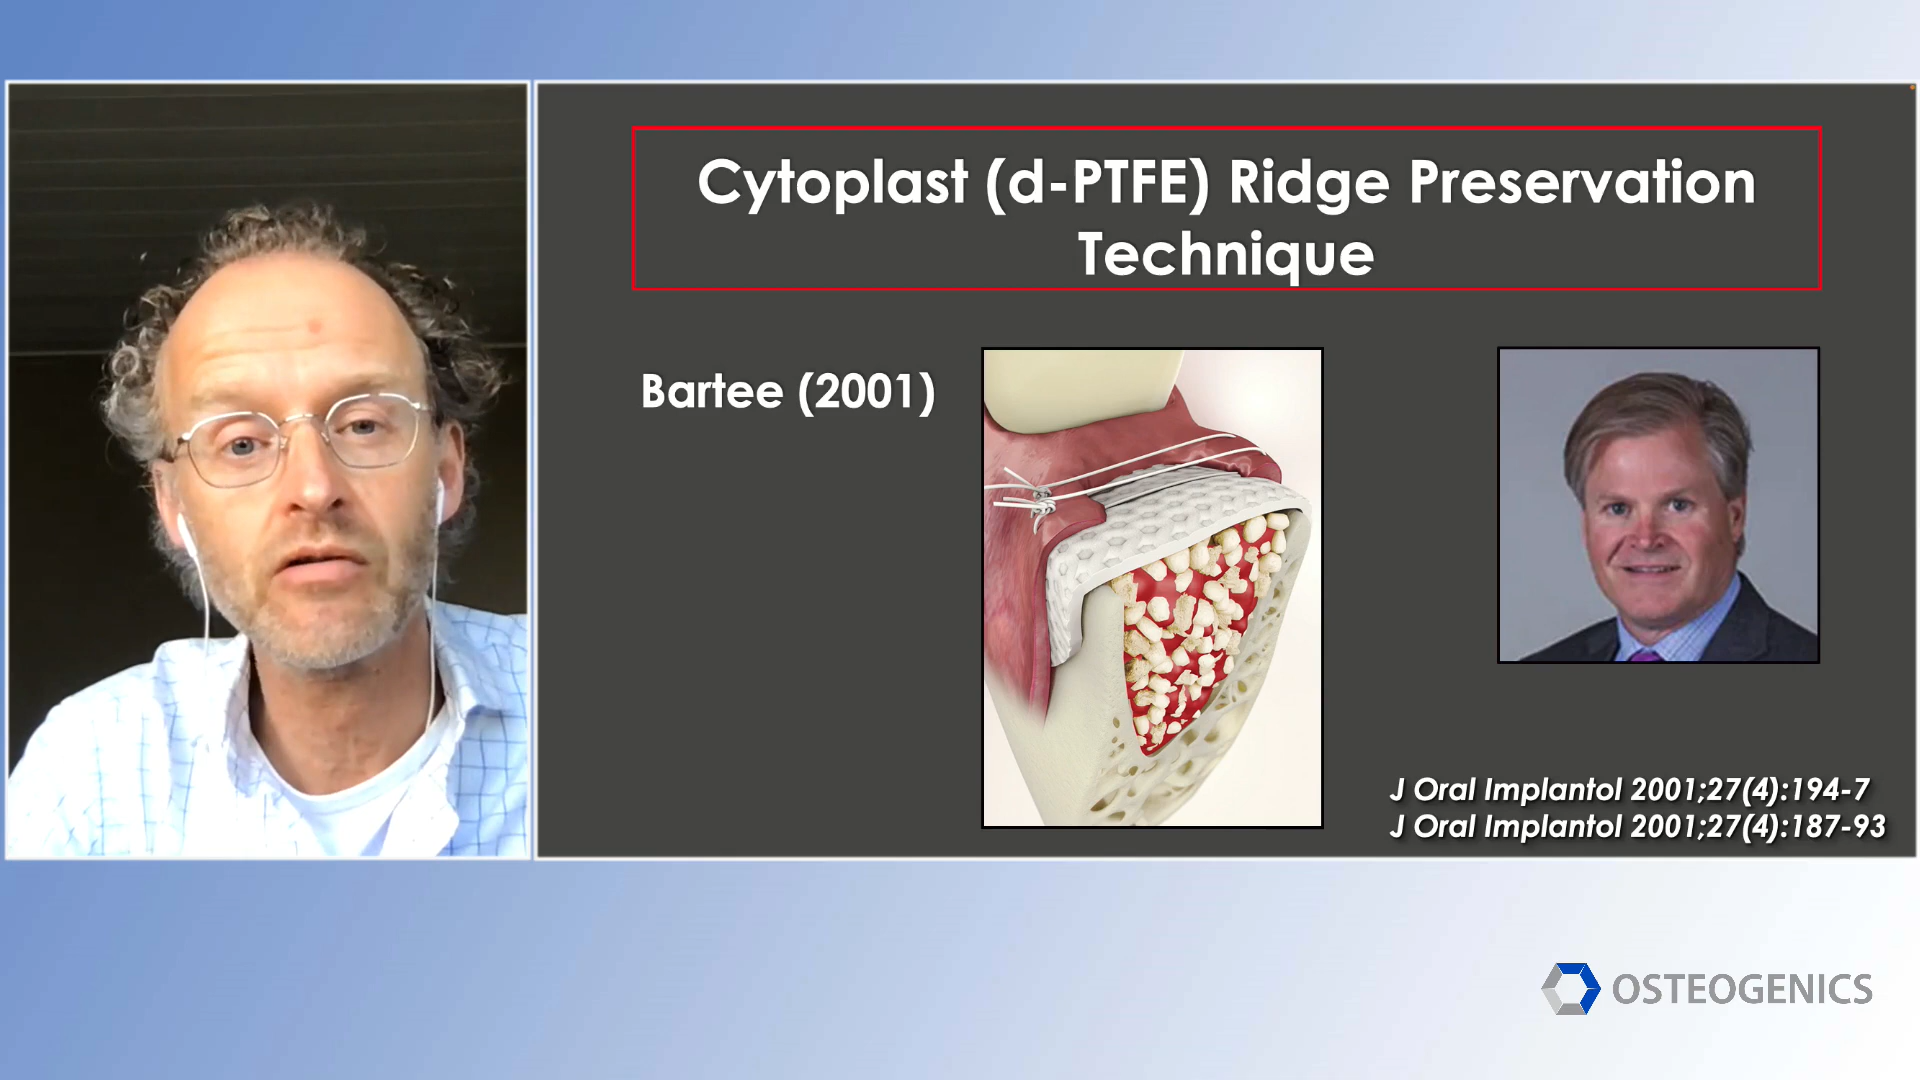 Cytoplast (d-PTFE) Ridge Preservation
Technique
Bartee (2001)
J Oral Implantol 2001;27(4):194-7
J Oral Implantol 2001;27(4):187-93
OSTEOGENICS